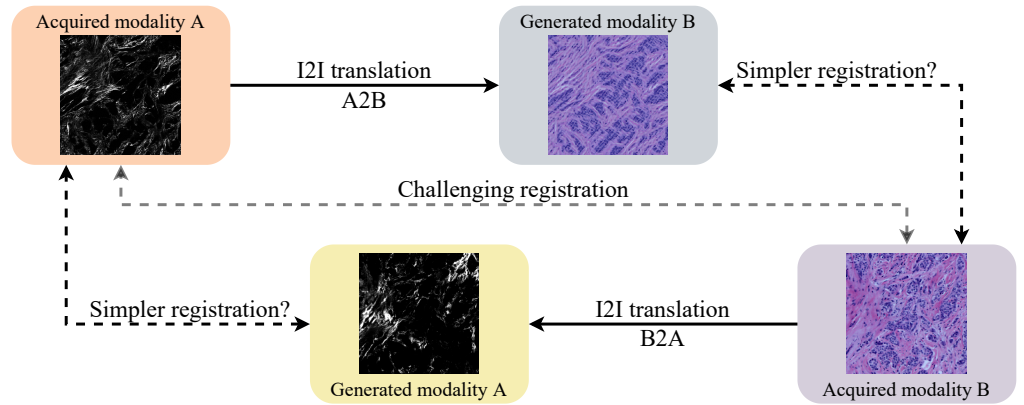 Acquired modality A
Generated modality B
I2I translation
A2B
Simpler registration?
Challenging registration
Simpler registration?
I2I translation
B2A
Generated modality A
Acquired modality B